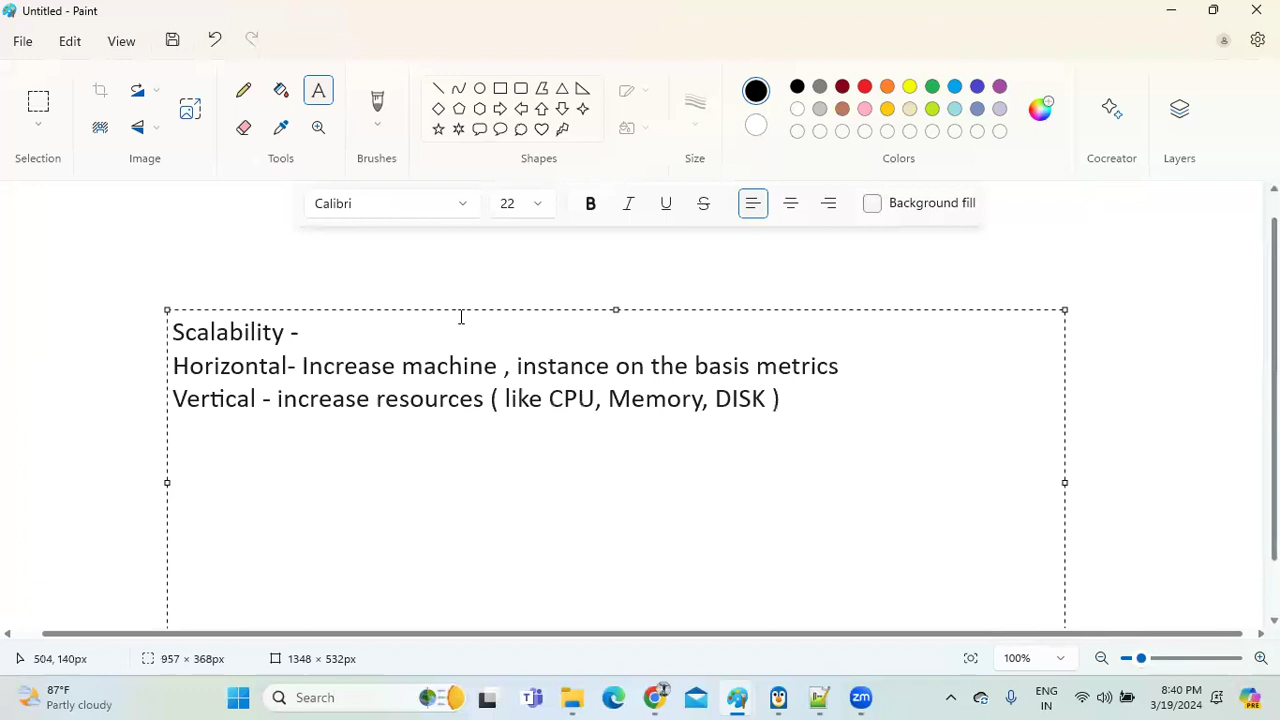 Untitled - Paint
File Edit View
Selection Image Tools Brushes Shapes Size Colors Cocreator Layers
Calibri 22 B I U S Background fill
Scalability -
Horizontal- Increase machine , instance on the basis metrics
Vertical - increase resources ( like CPU, Memory, DISK )
504, 140px 957 × 368px 1348 × 532px 100%
87°F
Partly cloudy
Search
ENG
IN
8:40 PM
3/19/2024
PRE